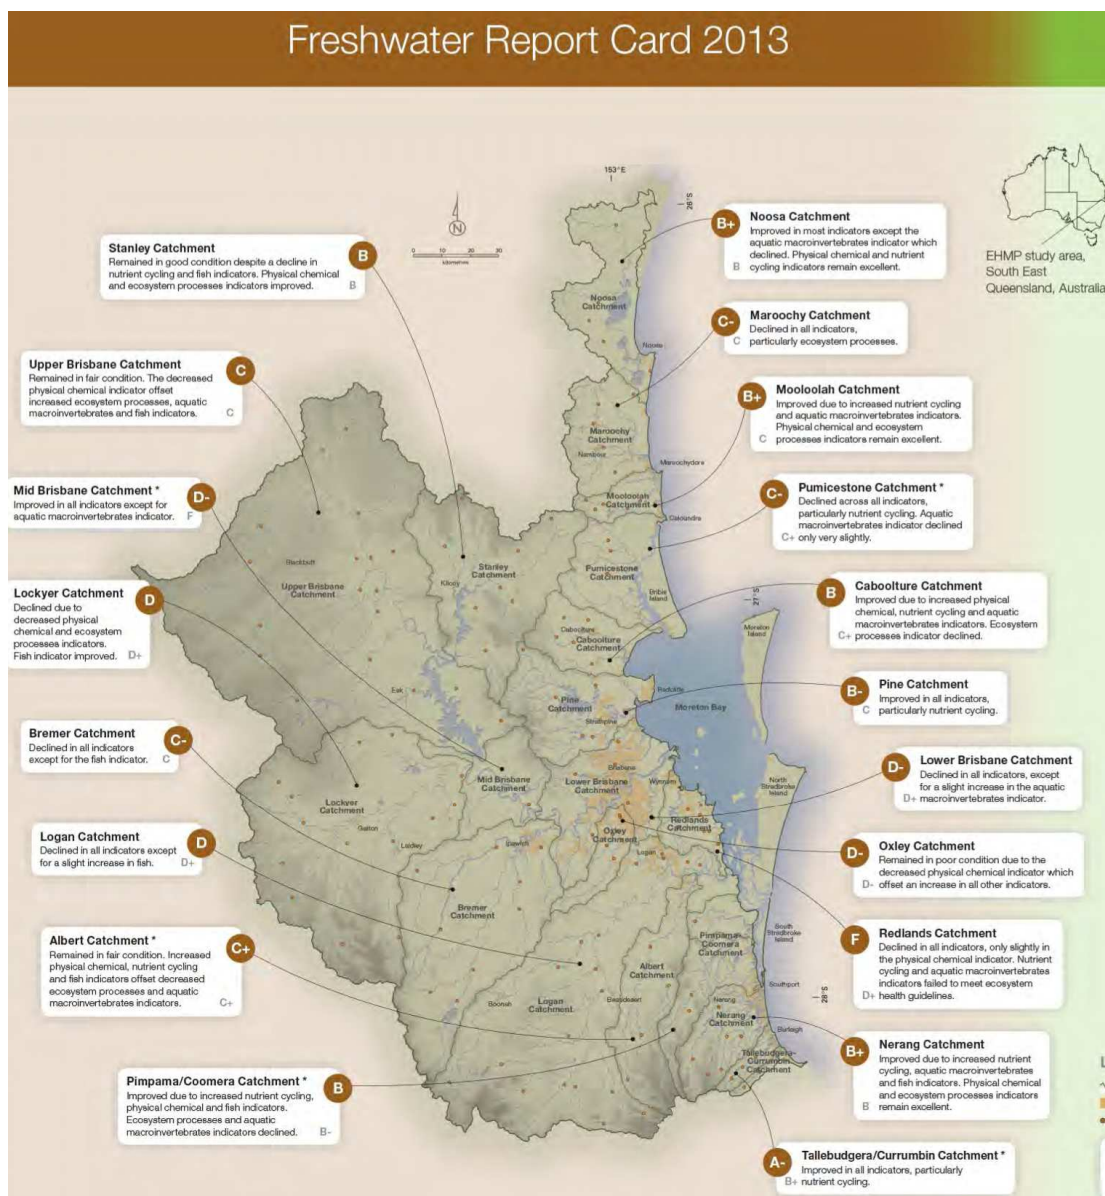 Freshwater Report Card 2013
153°E
26°S
N
0 10 20 30
kilometres
EHMP study area,
South East
Queensland, Australia
Stanley Catchment
B
Remained in good condition despite a decline in
nutrient cycling and fish indicators. Physical chemical
and ecosystem processes indicators improved. B
Noosa Catchment
B+
Improved in most indicators except the
aquatic macroinvertebrates indicator which
declined. Physical chemical and nutrient
B cycling indicators remain excellent.
Maroochy Catchment
C-
Declined in all indicators,
C particularly ecosystem processes.
Upper Brisbane Catchment
C
Remained in fair condition. The decreased
physical chemical indicator offset
increased ecosystem processes, aquatic
macroinvertebrates and fish indicators. C
Mooloolah Catchment
B+
Improved due to increased nutrient cycling
and aquatic macroinvertebrates indicators.
Physical chemical and ecosystem
C processes indicators remain excellent.
Mid Brisbane Catchment *
D-
Improved in all indicators except for
aquatic macroinvertebrates indicator. F
Pumicestone Catchment *
C-
Declined across all indicators,
particularly nutrient cycling. Aquatic
macroinvertebrates indicator declined
C+ only very slightly.
Lockyer Catchment
D
Declined due to
decreased physical
chemical and ecosystem
processes indicators.
Fish indicator improved. D+
Caboolture Catchment
B
Improved due to increased physical
chemical, nutrient cycling and aquatic
macroinvertebrates indicators. Ecosystem
C+ processes indicator declined.
Pine Catchment
B-
Improved in all indicators,
C particularly nutrient cycling.
Bremer Catchment
C-
Declined in all indicators
except for the fish indicator. C
Lower Brisbane Catchment
D-
Declined in all indicators, except
for a slight increase in the aquatic
D+ macroinvertebrates indicator.
Logan Catchment
D
Declined in all indicators except
for a slight increase in fish. D+
Oxley Catchment
D-
Remained in poor condition due to the
decreased physical chemical indicator which
D- offset an increase in all other indicators.
Albert Catchment *
C+
Remained in fair condition. Increased
physical chemical, nutrient cycling
and fish indicators offset decreased
ecosystem processes and aquatic
macroinvertebrates indicators. C+
Redlands Catchment
F
Declined in all indicators, only slightly in
the physical chemical indicator. Nutrient
cycling and aquatic macroinvertebrates
indicators failed to meet ecosystem
D+ health guidelines.
Nerang Catchment
B+
Improved due to increased nutrient
cycling, aquatic macroinvertebrates
and fish indicators. Physical chemical
and ecosystem processes indicators
B remain excellent.
Pimpama/Coomera Catchment *
B
Improved due to increased nutrient cycling,
physical chemical and fish indicators.
Ecosystem processes and aquatic
macroinvertebrates indicators declined. B-
Tallebudgera/Currumbin Catchment *
A-
Improved in all indicators, particularly
B+ nutrient cycling.
Noosa
Catchment
Noosa
Maroochy
Catchment
Nambour
Maroochydore
Mooloolah
Catchment
Caloundra
Stanley
Catchment
Kilcoy
Pumicestone
Catchment
Bribie
Island
Blackbutt
Upper Brisbane
Catchment
27°S
Moreton
Island
Caboolture
Caboolture
Catchment
Esk
Redcliffe
Pine
Catchment
Strathpine
Moreton Bay
Brisbane
Mid Brisbane
Catchment
Lower Brisbane
Catchment
Wynnum
North
Stradbroke
Island
Lockyer
Catchment
Redlands
Catchment
Gatton
Oxley
Catchment
Laidley
Ipswich
Logan
Bremer
Catchment
South
Stradbroke
Island
Pimpama-
Coomera
Catchment
Albert
Catchment
Southport
28°S
Boonah
Logan
Catchment
Beaudesert
Nerang
Nerang
Catchment
Burleigh
Tallebudgera-
Currumbin
Catchment
L